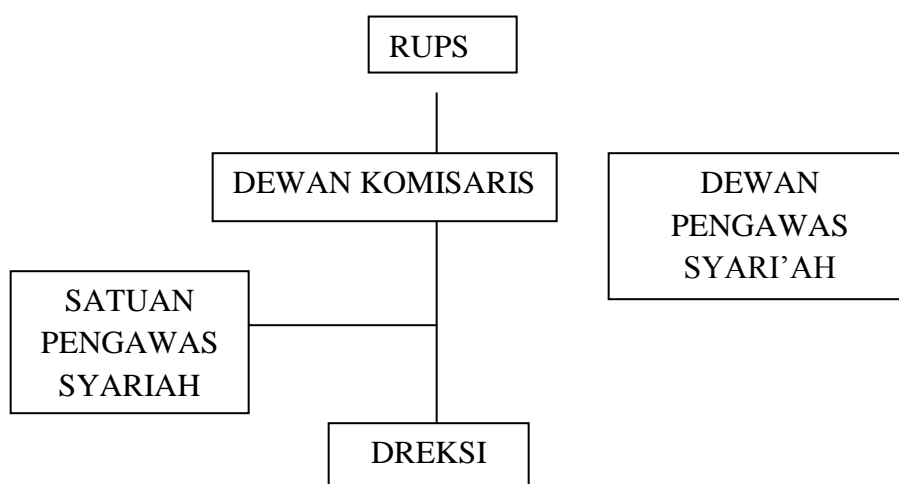 RUPS
DEWAN KOMISARIS
DEWAN
PENGAWAS
SYARI’AH
SATUAN
PENGAWAS
SYARIAH
DREKSI